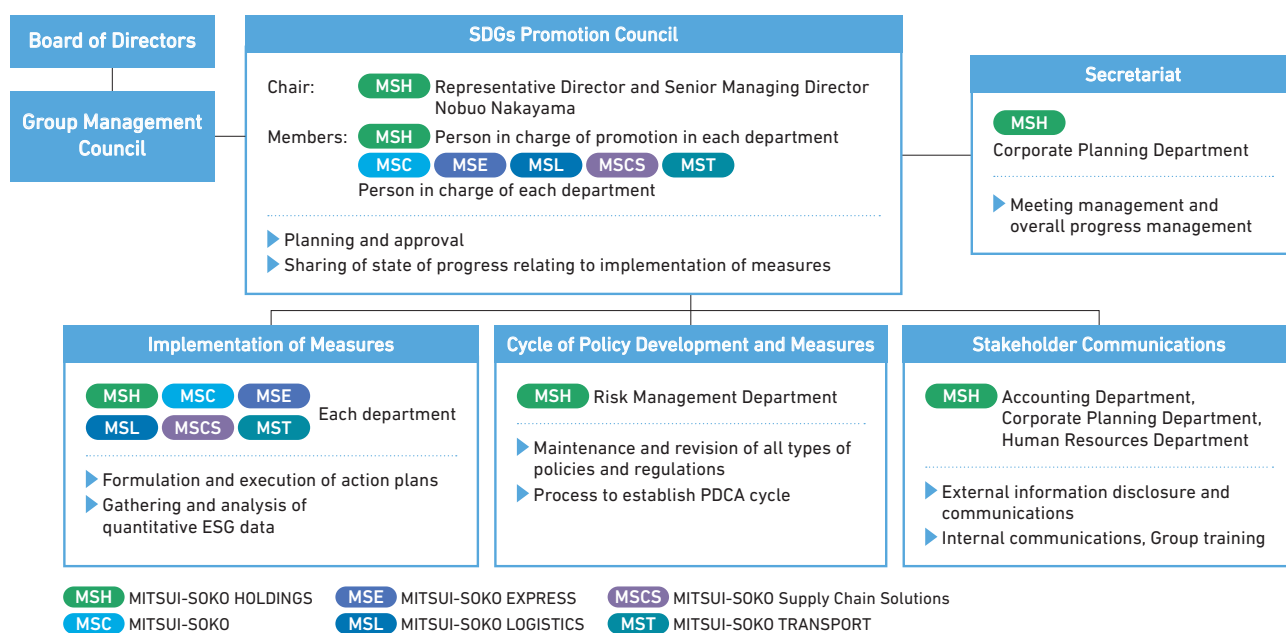 Board of Directors
Group Management
Council
SDGs Promotion Council
Chair:
MSH Representative Director and Senior Managing Director
Nobuo Nakayama
Members:
MSH Person in charge of promotion in each department
MSC MSE MSL MSCS MST
Person in charge of each department
Planning and approval
Sharing of state of progress relating to implementation of measures
Secretariat
MSH
Corporate Planning Department
Meeting management and
overall progress management
Implementation of Measures
MSH MSC MSE
MSL MSCS MST
Each department
Formulation and execution of action plans
Gathering and analysis of
quantitative ESG data
Cycle of Policy Development and Measures
MSH Risk Management Department
Maintenance and revision of all types of
policies and regulations
Process to establish PDCA cycle
Stakeholder Communications
MSH Accounting Department,
Corporate Planning Department,
Human Resources Department
External information disclosure and
communications
Internal communications, Group training
MSH MITSUI-SOKO HOLDINGS
MSE MITSUI-SOKO EXPRESS
MSCS MITSUI-SOKO Supply Chain Solutions
MSC MITSUI-SOKO
MSL MITSUI-SOKO LOGISTICS
MST MITSUI-SOKO TRANSPORT